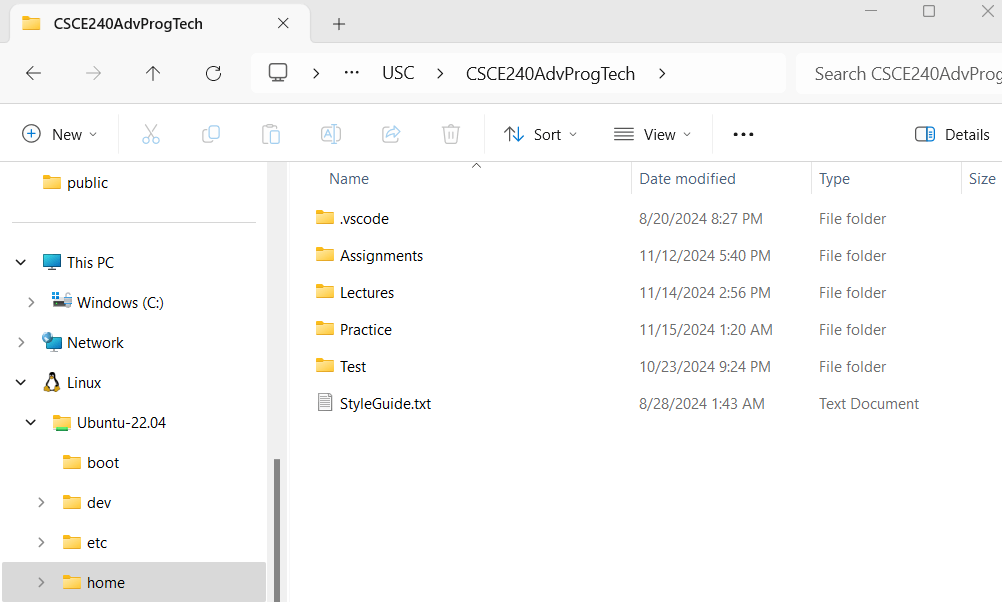 CSCE240AdvProgTech
USC CSCE240AdvProgTech
Search CSCE240AdvProg
New Sort View Details
public
This PC
Windows (C:)
Network
Linux
Ubuntu-22.04
boot
dev
etc
home
Name Date modified Type Size
.vscode 8/20/2024 8:27 PM File folder
Assignments 11/12/2024 5:40 PM File folder
Lectures 11/14/2024 2:56 PM File folder
Practice 11/15/2024 1:20 AM File folder
Test 10/23/2024 9:24 PM File folder
StyleGuide.txt 8/28/2024 1:43 AM Text Document